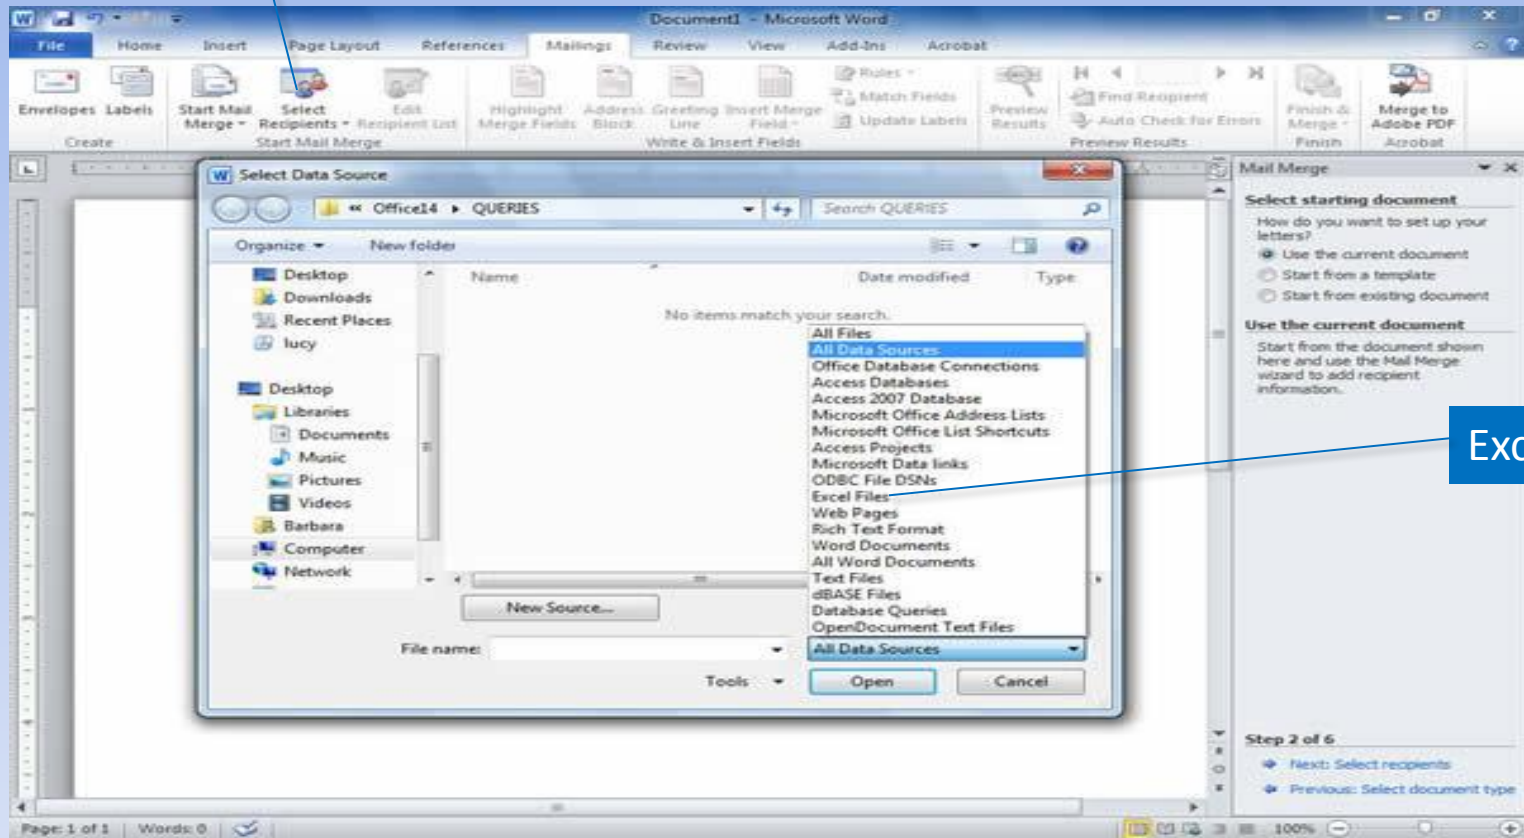 Document1 - Microsoft Word
File Home Insert Page Layout References Mailings Review View Add-Ins Acrobat
Envelopes Labels
Create
Start Mail Merge Select Recipients Edit Recipient List
Start Mail Merge
Highlight Merge Fields Address Block Greeting Line Insert Merge Field
Rules
Match Fields
Update Labels
Write & Insert Fields
Preview Results
Find Recipient
Auto Check for Errors
Preview Results
Finish & Merge
Finish
Merge to Adobe PDF
Acrobat
Select Data Source
« Office14 QUERIES
Search QUERIES
Organize New folder
Desktop
Downloads
Recent Places
lucy
Desktop
Libraries
Documents
Music
Pictures
Videos
Barbara
Computer
Network
Name Date modified Type
No items match your search.
All Files
All Data Sources
Office Database Connections
Access Databases
Access 2007 Database
Microsoft Office Address Lists
Microsoft Office List Shortcuts
Access Projects
Microsoft Data links
ODBC File DSNs
Excel Files
Web Pages
Rich Text Format
Word Documents
All Word Documents
Text Files
dBASE Files
Database Queries
OpenDocument Text Files
New Source...
File name:
All Data Sources
Tools Open Cancel
Mail Merge
Select starting document
How do you want to set up your
letters?
Use the current document
Start from a template
Start from existing document
Use the current document
Start from the document shown
here and use the Mail Merge
wizard to add recipient
information.
Exc
Step 2 of 6
Next: Select recipients
Previous: Select document type
Page: 1 of 1 Words: 0
100%